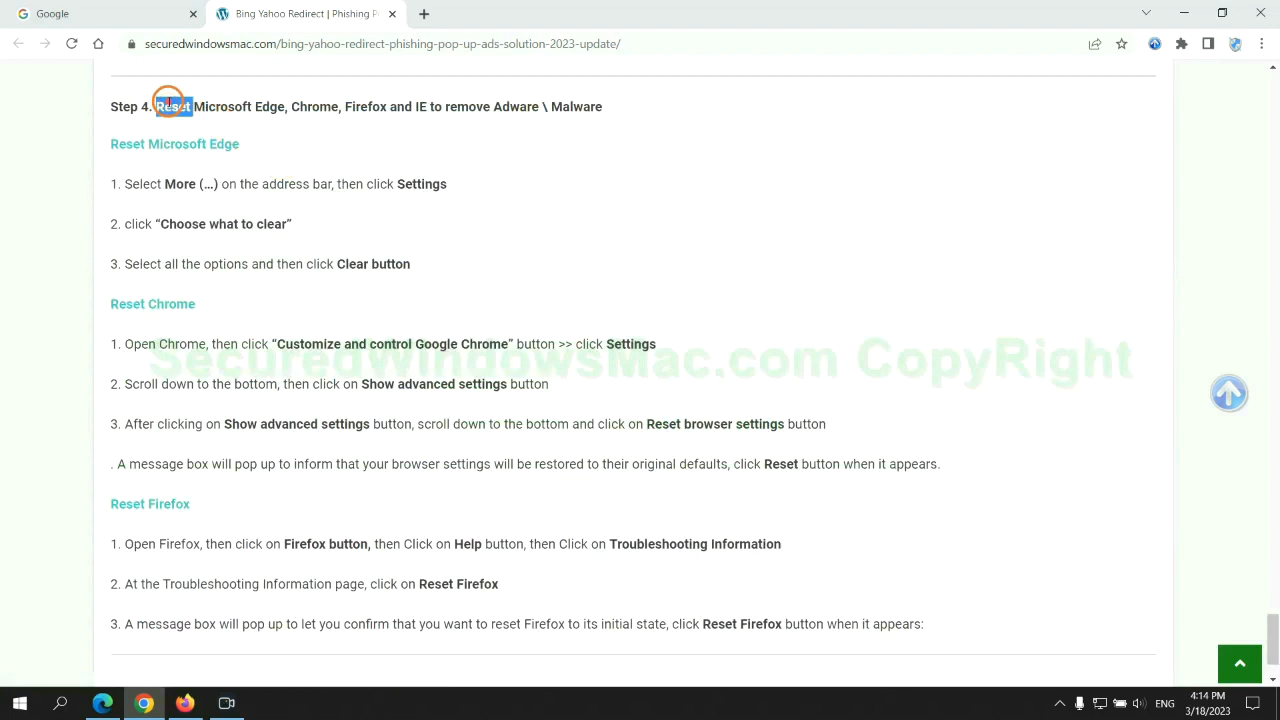 Google
Bing Yahoo Redirect | Phishing P
securedwindowsmac.com/bing-yahoo-redirect-phishing-pop-up-ads-solution-2023-update/
Step 4. Reset Microsoft Edge, Chrome, Firefox and IE to remove Adware \ Malware
Reset Microsoft Edge
1. Select More (…) on the address bar, then click Settings
2. click “Choose what to clear”
3. Select all the options and then click Clear button
Reset Chrome
1. Open Chrome, then click “Customize and control Google Chrome” button >> click Settings
SecuredWindowsMac.com CopyRight
2. Scroll down to the bottom, then click on Show advanced settings button
3. After clicking on Show advanced settings button, scroll down to the bottom and click on Reset browser settings button
. A message box will pop up to inform that your browser settings will be restored to their original defaults, click Reset button when it appears.
Reset Firefox
1. Open Firefox, then click on Firefox button, then Click on Help button, then Click on Troubleshooting Information
2. At the Troubleshooting Information page, click on Reset Firefox
3. A message box will pop up to let you confirm that you want to reset Firefox to its initial state, click Reset Firefox button when it appears:
ENG
4:14 PM
3/18/2023